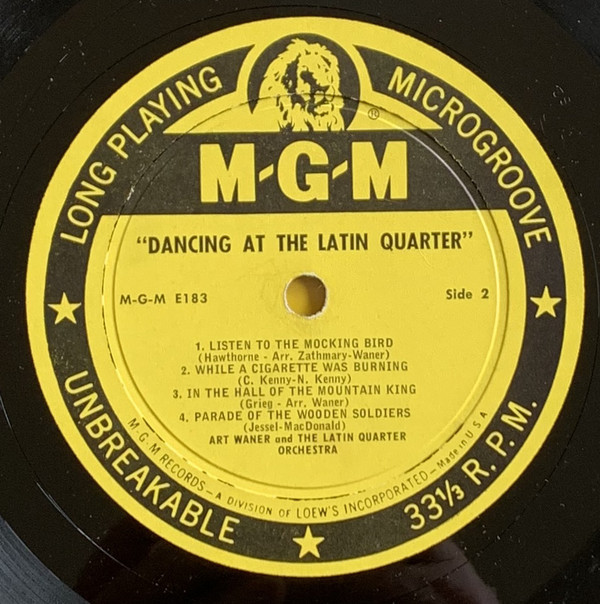 LONG PLAYING MICROGROOVE
®
M-G-M
"DANCING AT THE LATIN QUARTER"
M-G-M E183
Side 2
1. LISTEN TO THE MOCKING BIRD
(Hawthorne - Arr. Zathmary-Waner)
2. WHILE A CIGARETTE WAS BURNING
(C. Kenny-N. Kenny)
3. IN THE HALL OF THE MOUNTAIN KING
(Grieg - Arr. Waner)
4. PARADE OF THE WOODEN SOLDIERS
(Jessel-MacDonald)
ART WANER and THE LATIN QUARTER
ORCHESTRA
M-G-M RECORDS—A DIVISION OF LOEW'S INCORPORATED—Made in U.S.A
UNBREAKABLE
33⅓ R.P.M.